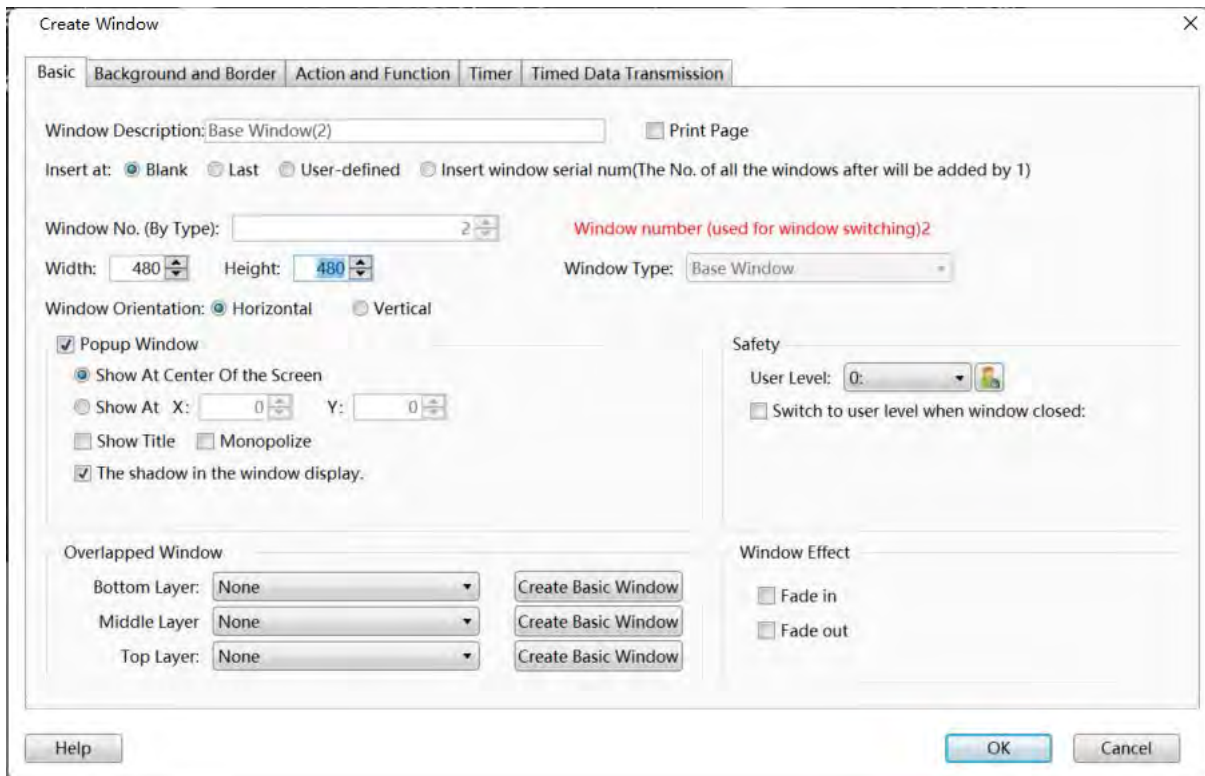 Create Window
Basic Background and Border Action and Function Timer Timed Data Transmission
Window Description: Base Window(2) Print Page
Insert at: Blank Last User-defined Insert window serial num(The No. of all the windows after will be added by 1)
Window No. (By Type): 2 Window number (used for window switching)2
Width: 480 Height: 480 Window Type: Base Window
Window Orientation: Horizontal Vertical
Popup Window Safety
Show At Center Of the Screen User Level: 0:
Show At X: 0 Y: 0 Switch to user level when window closed:
Show Title Monopolize
The shadow in the window display.
Overlapped Window Window Effect
Bottom Layer: None Create Basic Window Fade in
Middle Layer None Create Basic Window Fade out
Top Layer: None Create Basic Window
Help OK Cancel